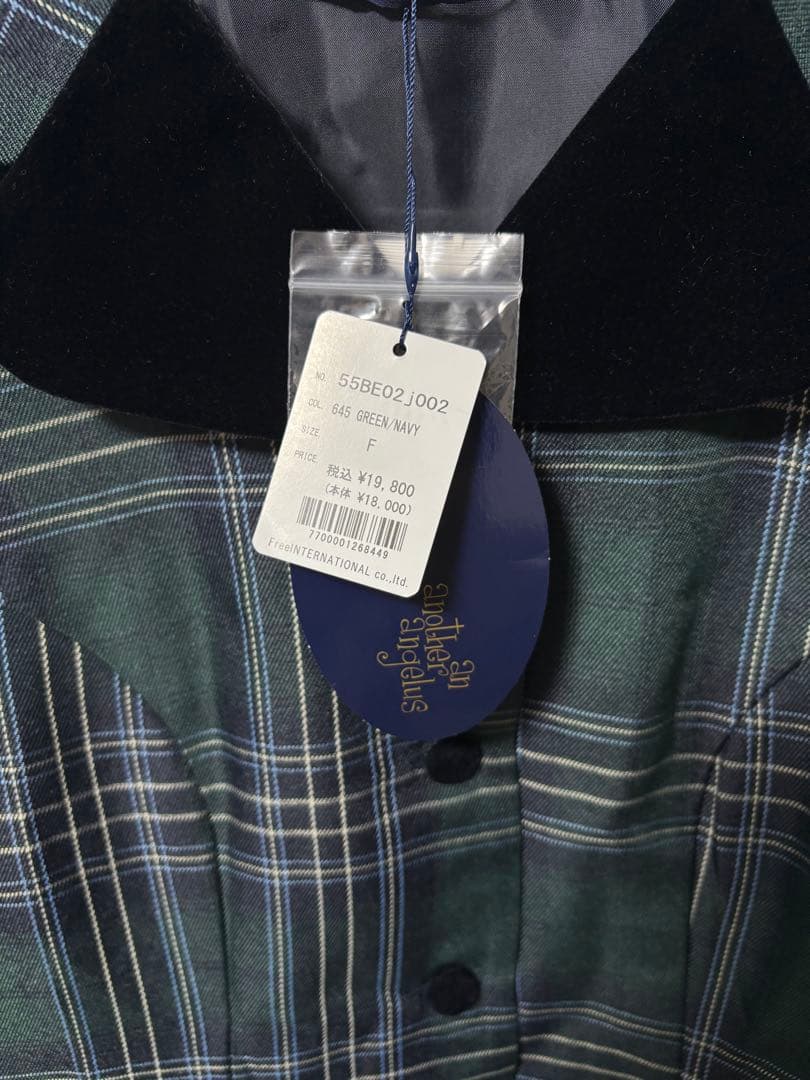 NO. 55BE02j002
COL. 645 GREEN/NAVY
SIZE F
PRICE 税込 ¥19,800
(本体 ¥18,000)
7700001268449
FreeINTERNATIONAL co.,ltd.
an
another
angelus